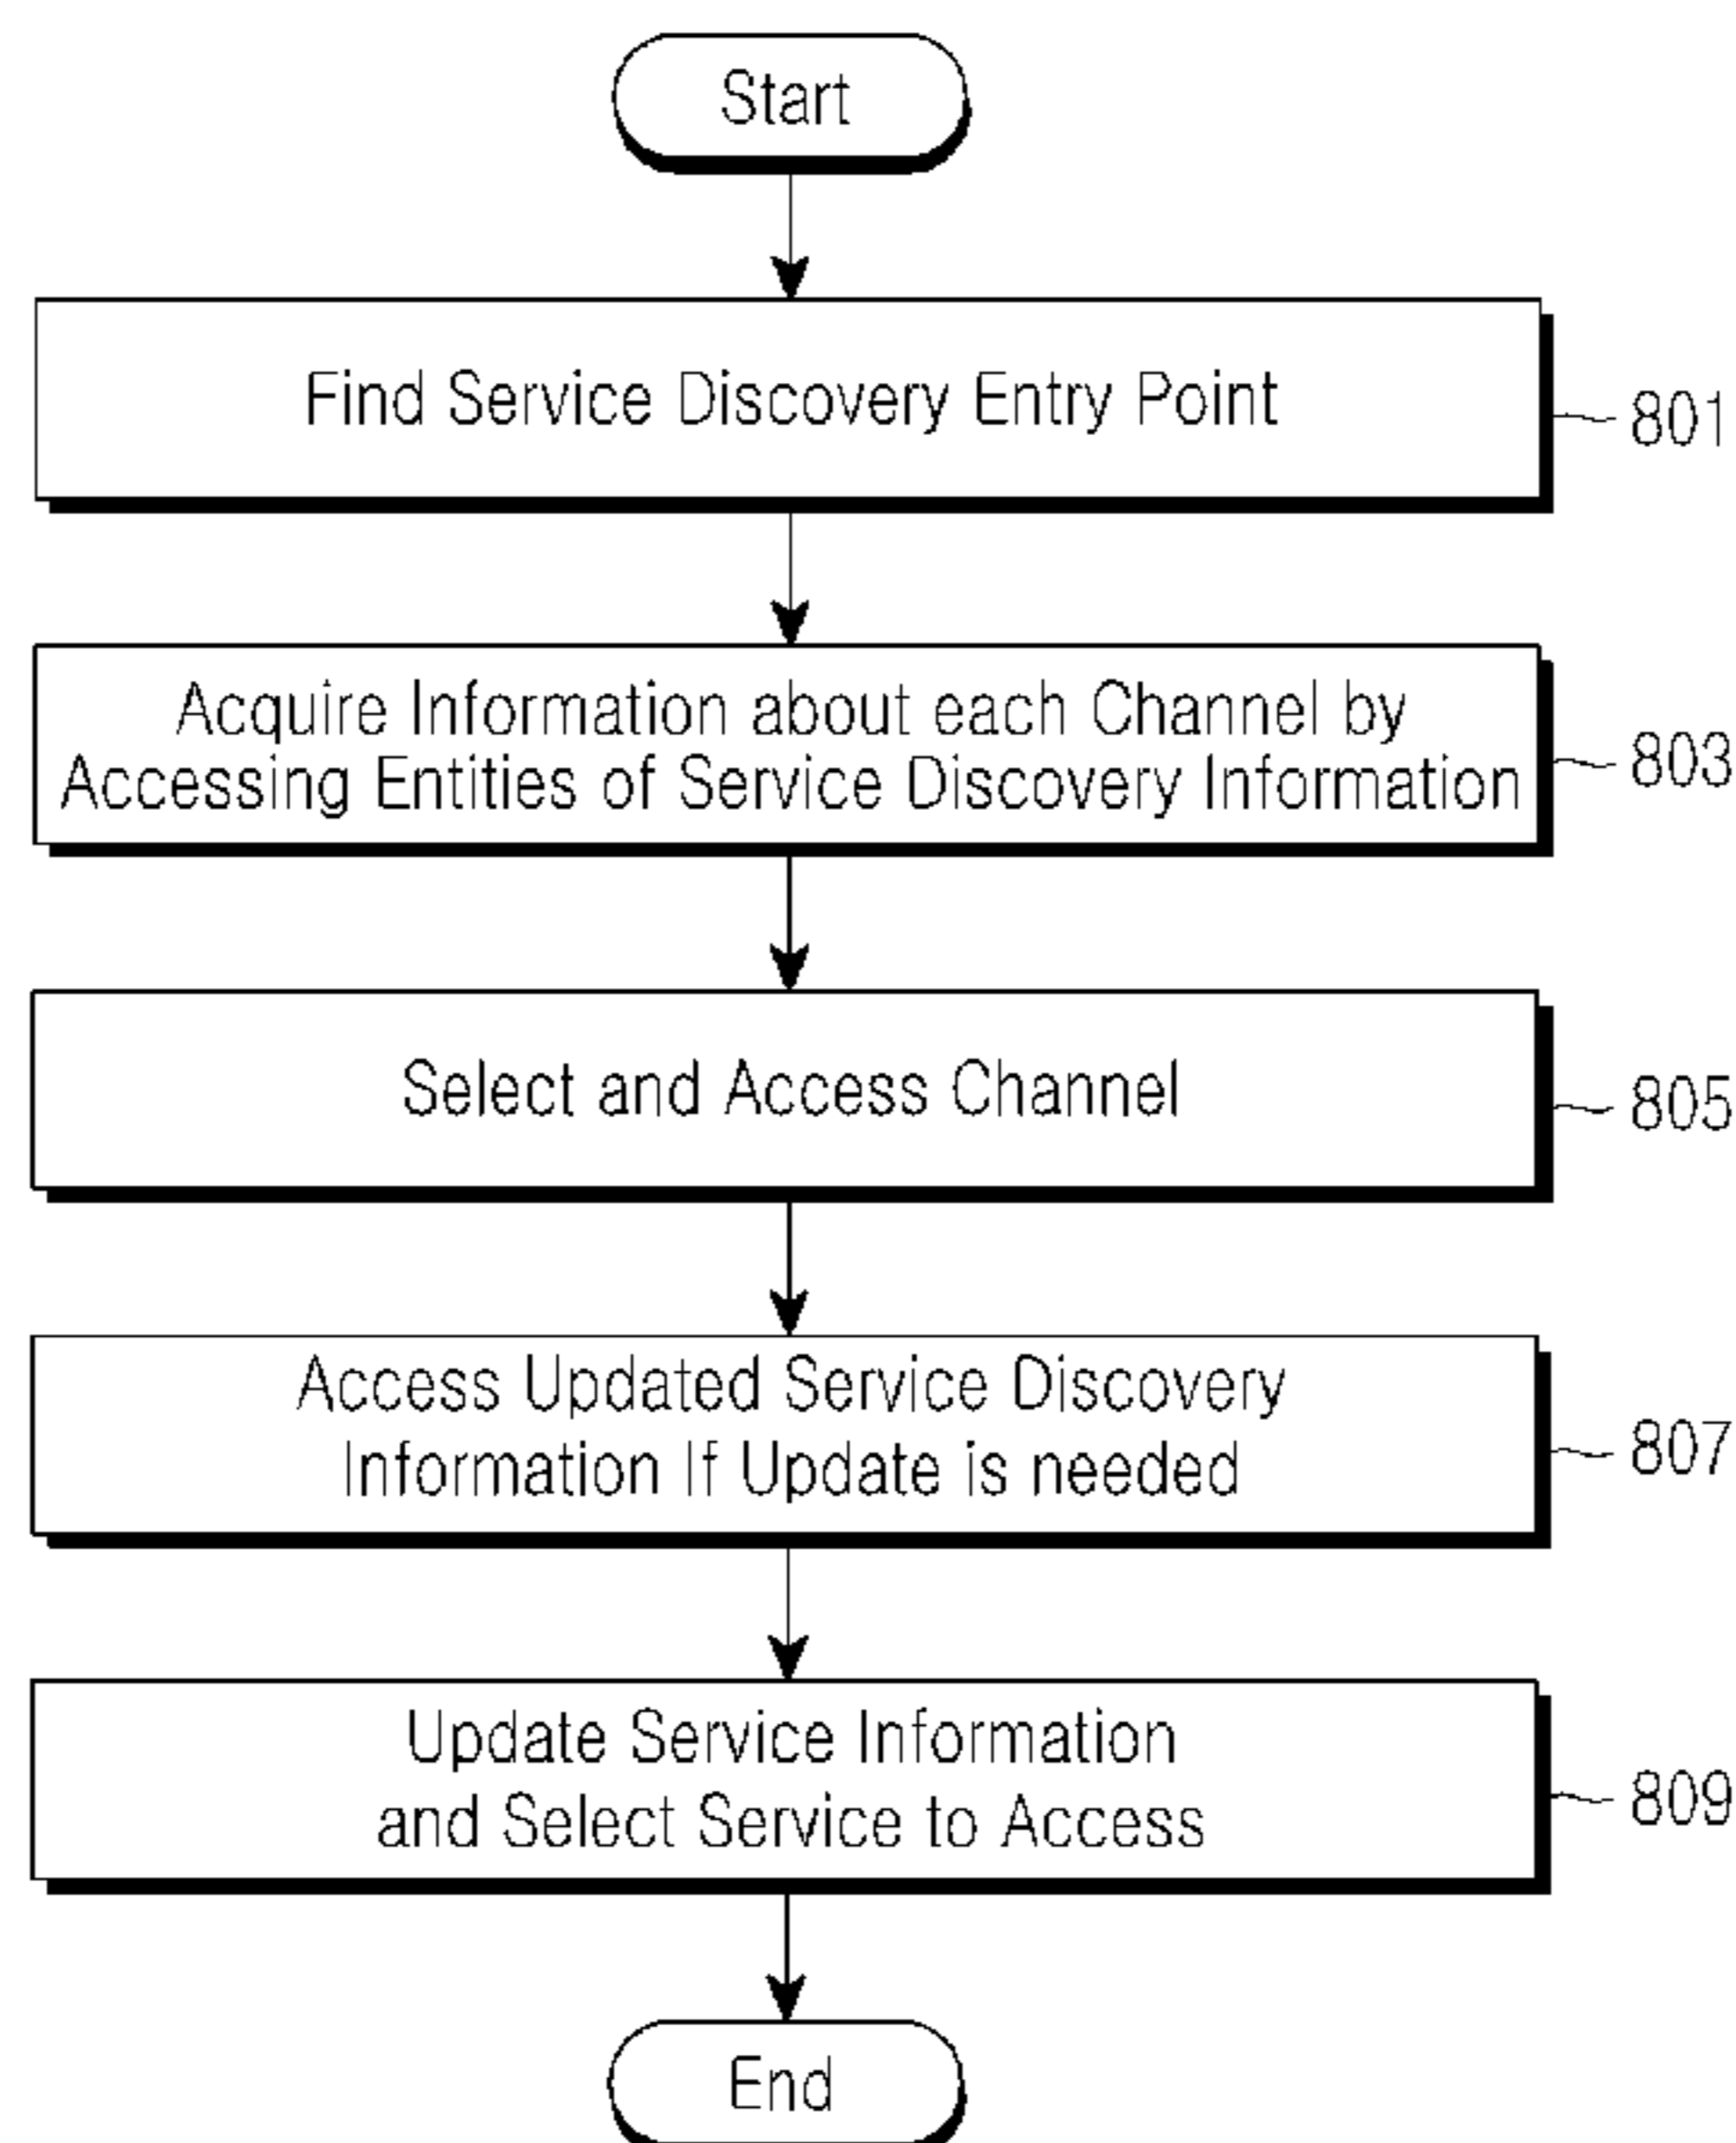 Start
Find Service Discovery Entry Point
801
Acquire Information about each Channel by
Accessing Entities of Service Discovery Information
803
Select and Access Channel
805
Access Updated Service Discovery
Information If Update is needed
807
Update Service Information
and Select Service to Access
809
End